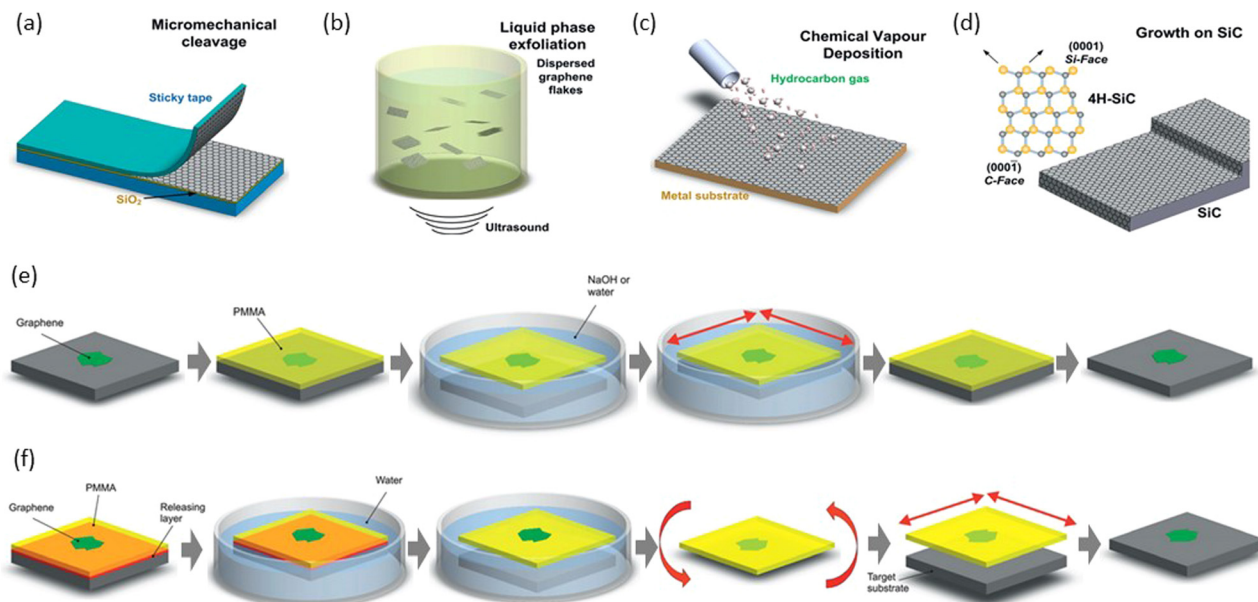 (a)
Micromechanical
cleavage
Sticky tape
SiO₂
(b)
Liquid phase
exfoliation
Dispersed
graphene
flakes
Ultrasound
(c)
Chemical Vapour
Deposition
Hydrocarbon gas
Metal substrate
(d)
Growth on SiC
(0001)
Si-Face
4H-SiC
(0001̄)
C-Face
SiC
(e)
Graphene
PMMA
NaOH or
water
(f)
PMMA
Graphene
Releasing
layer
Water
Target
substrate